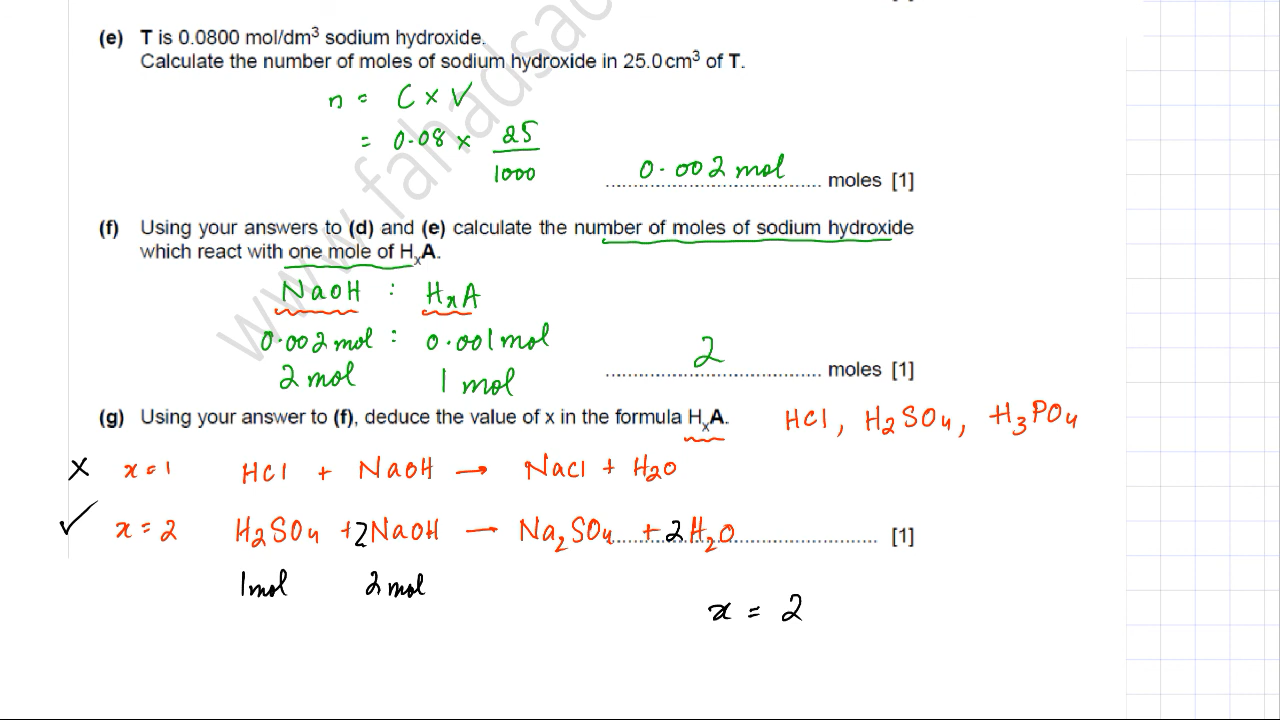 (e) T is 0.0800 mol/dm³ sodium hydroxide.
Calculate the number of moles of sodium hydroxide in 25.0 cm³ of T.
n = C × V
= 0.08 × 25/1000
0.002 mol moles [1]
(f) Using your answers to (d) and (e) calculate the number of moles of sodium hydroxide
which react with one mole of HₓA.
NaOH : HₓA
0.002 mol : 0.001 mol
2 mol 1 mol
2 moles [1]
(g) Using your answer to (f), deduce the value of x in the formula HₓA.
HCl, H₂SO₄, H₃PO₄
× x = 1 HCl + NaOH → NaCl + H₂O
✓ x = 2 H₂SO₄ + 2NaOH → Na₂SO₄ + 2H₂O [1]
1mol 2 mol
x = 2